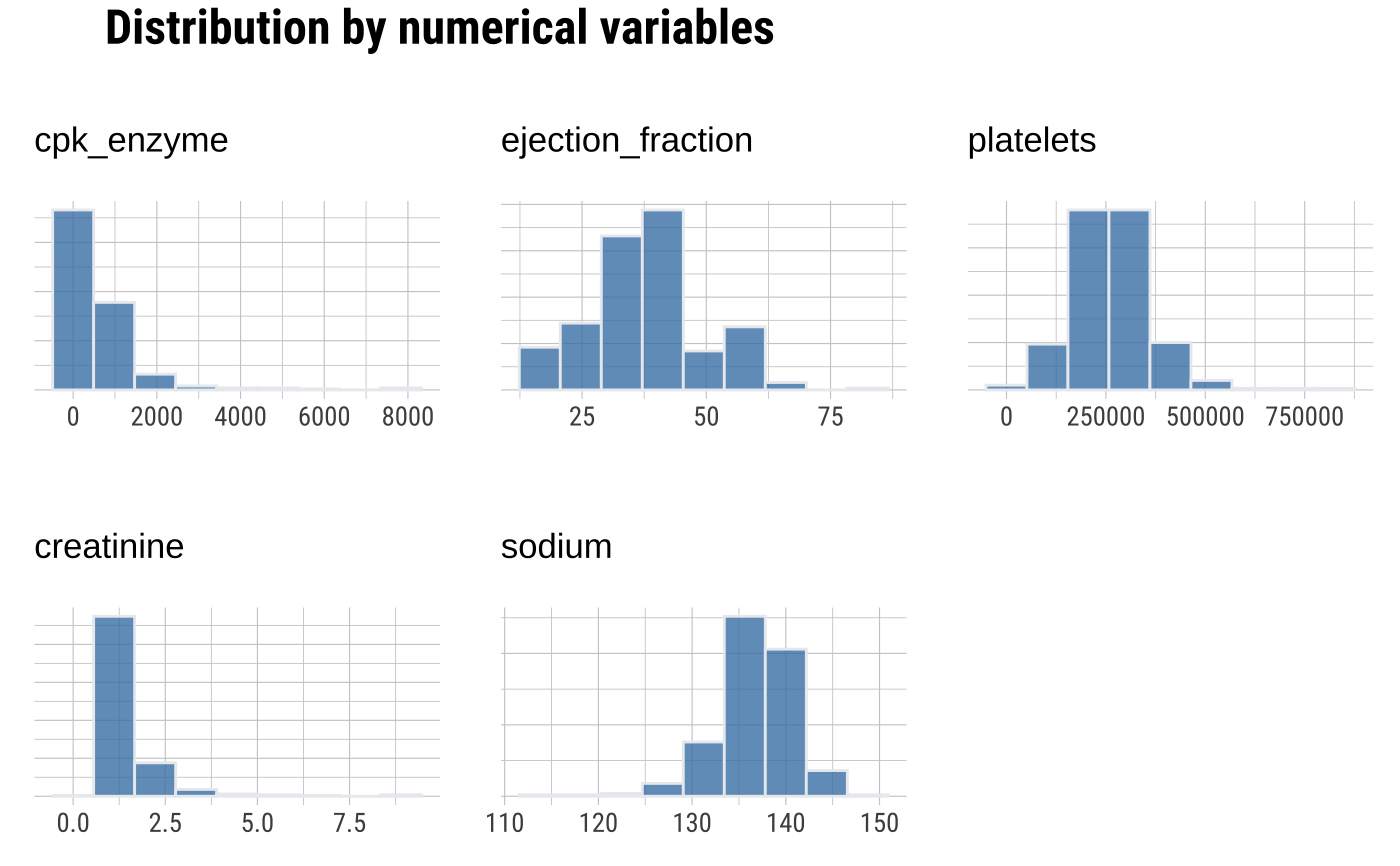 Distribution by numerical variables
cpk_enzyme
ejection_fraction
platelets
0 2000 4000 6000 8000
25 50 75
0 250000 500000 750000
creatinine
sodium
0.0 2.5 5.0 7.5
110 120 130 140 150